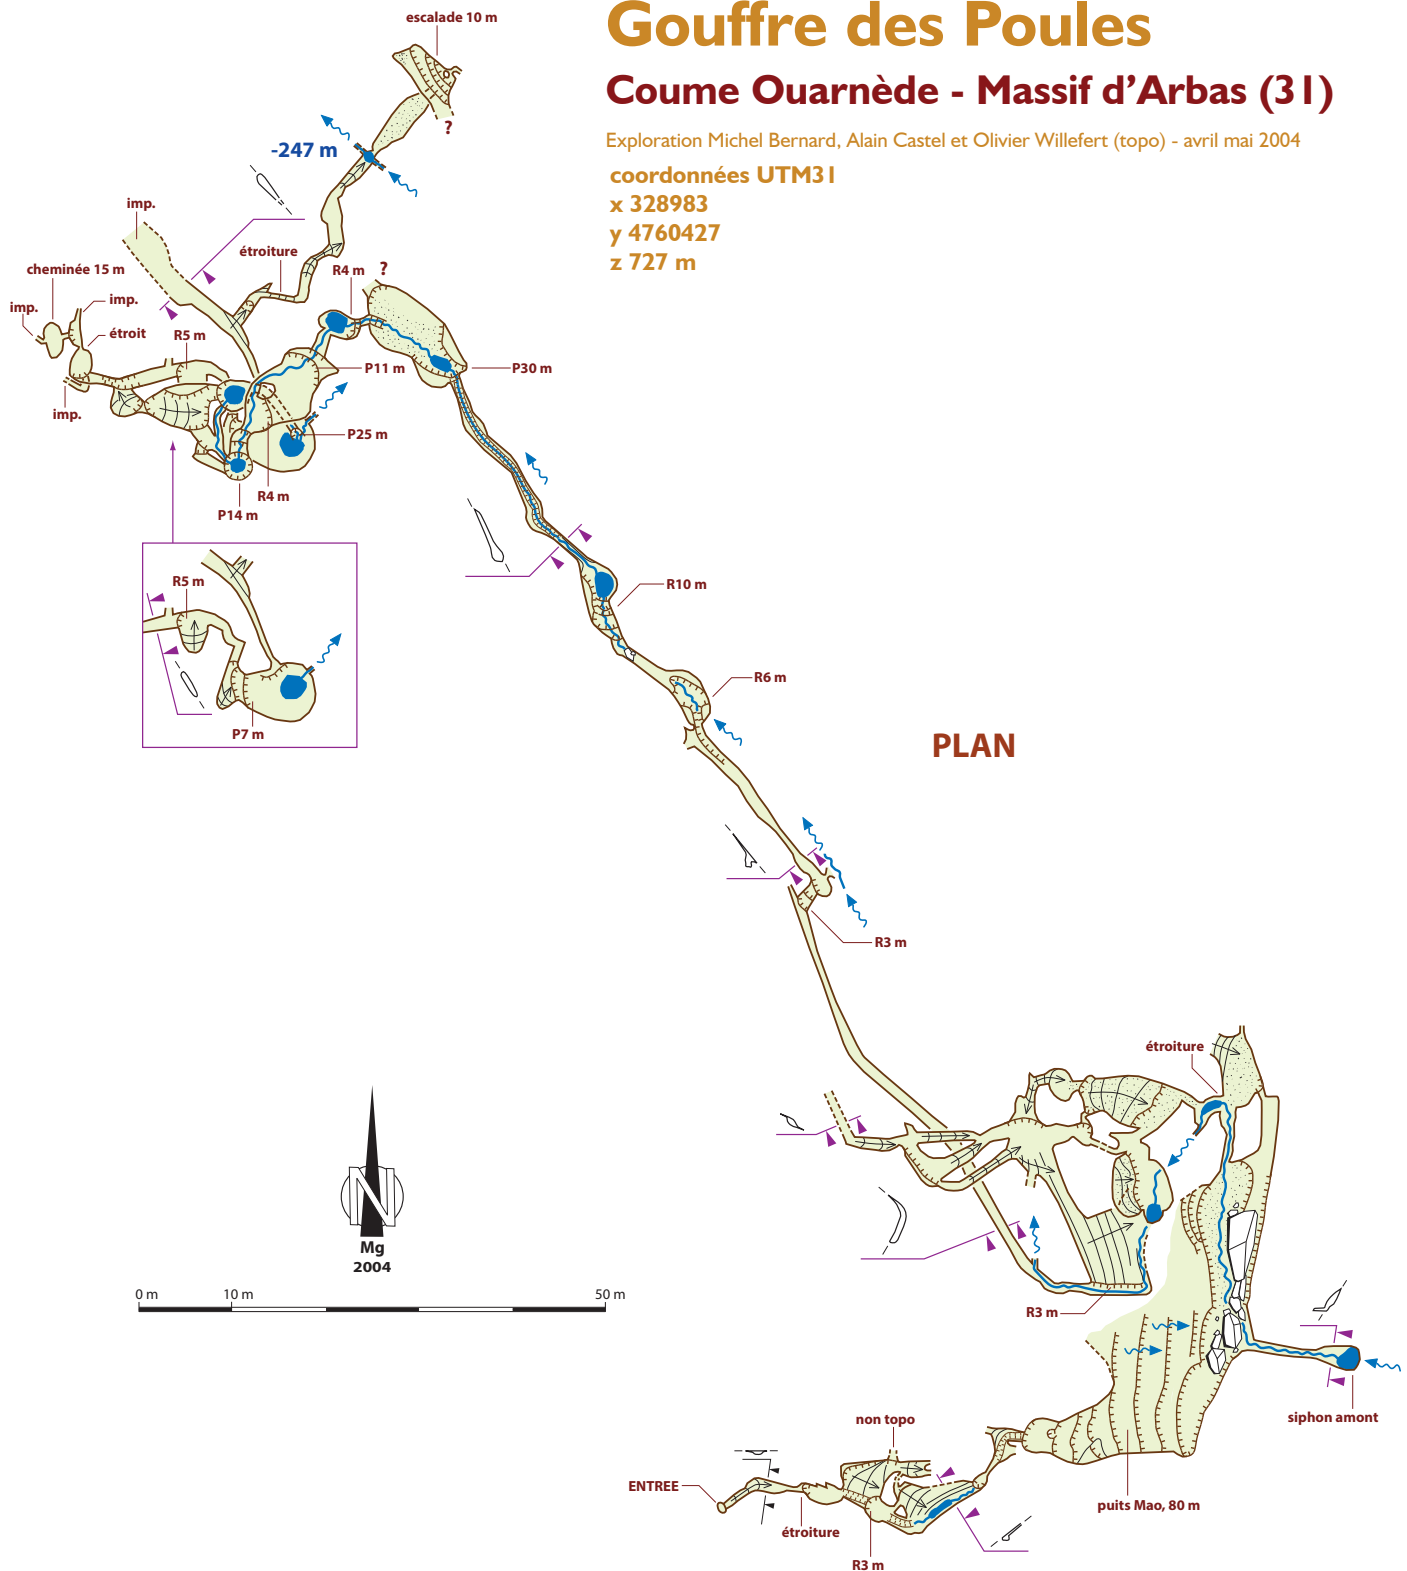 Gouffre des Poules
Coume Ouarnède - Massif d'Arbas (31)
Exploration Michel Bernard, Alain Castel et Olivier Willefert (topo) - avril mai 2004
coordonnées UTM31
x 328983
y 4760427
z 727 m
escalade 10 m
?
-247 m
imp.
étroiture
R4 m
?
cheminée 15 m
imp.
imp.
étroit
R5 m
P11 m
P30 m
imp.
P25 m
R4 m
P14 m
R5 m
P7 m
R10 m
R6 m
PLAN
R3 m
étroiture
N
Mg
2004
0 m
10 m
50 m
R3 m
siphon amont
non topo
ENTREE
puits Mao, 80 m
étroiture
R3 m